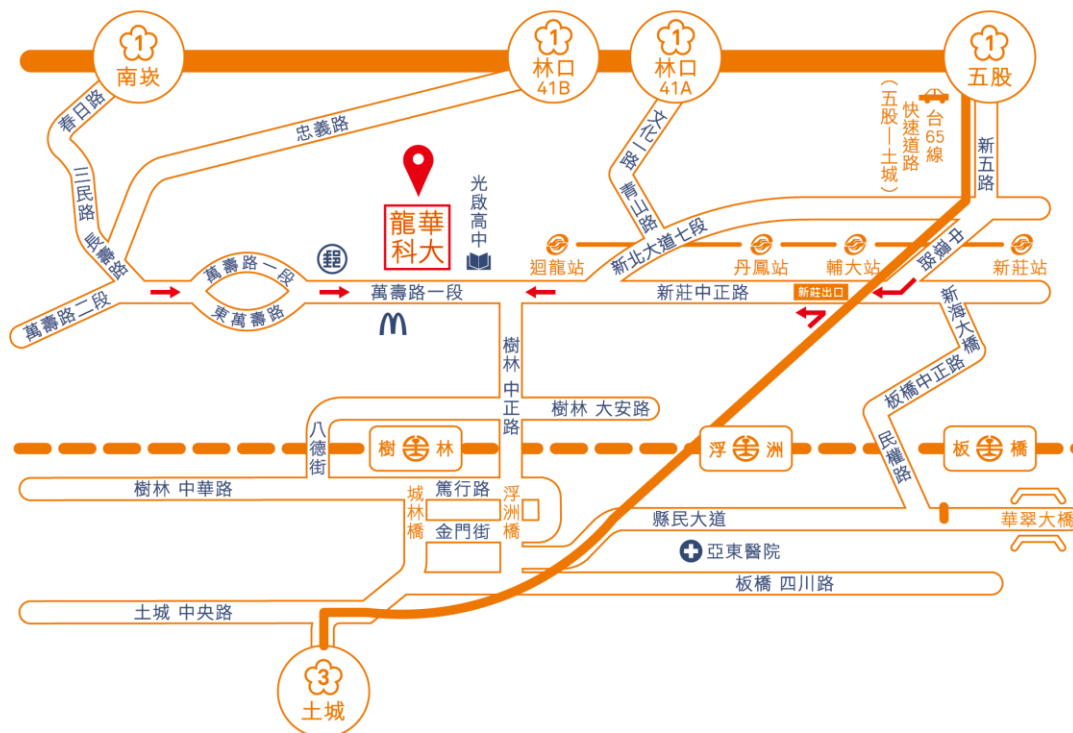 1
南崁
1
林口
41B
1
林口
41A
1
五股
春日路
忠義路
文化一路
青山路
台65線
快速道路
(五股—土城)
新五路
三民路
長壽路
龍華
科大
光啟高中
郵
迴龍站
新北大道七段
丹鳳站
輔大站
中興路
新莊站
萬壽路二段
萬壽路一段
東萬壽路
萬壽路一段
新莊中正路
新莊出口
新海大橋
樹林 中正路
板橋中正路
樹林 大安路
八德街
民權路
樹林
浮洲
板橋
樹林 中華路
城林橋
篤行路
浮洲橋
金門街
縣民大道
華翠大橋
亞東醫院
板橋 四川路
土城 中央路
3
土城